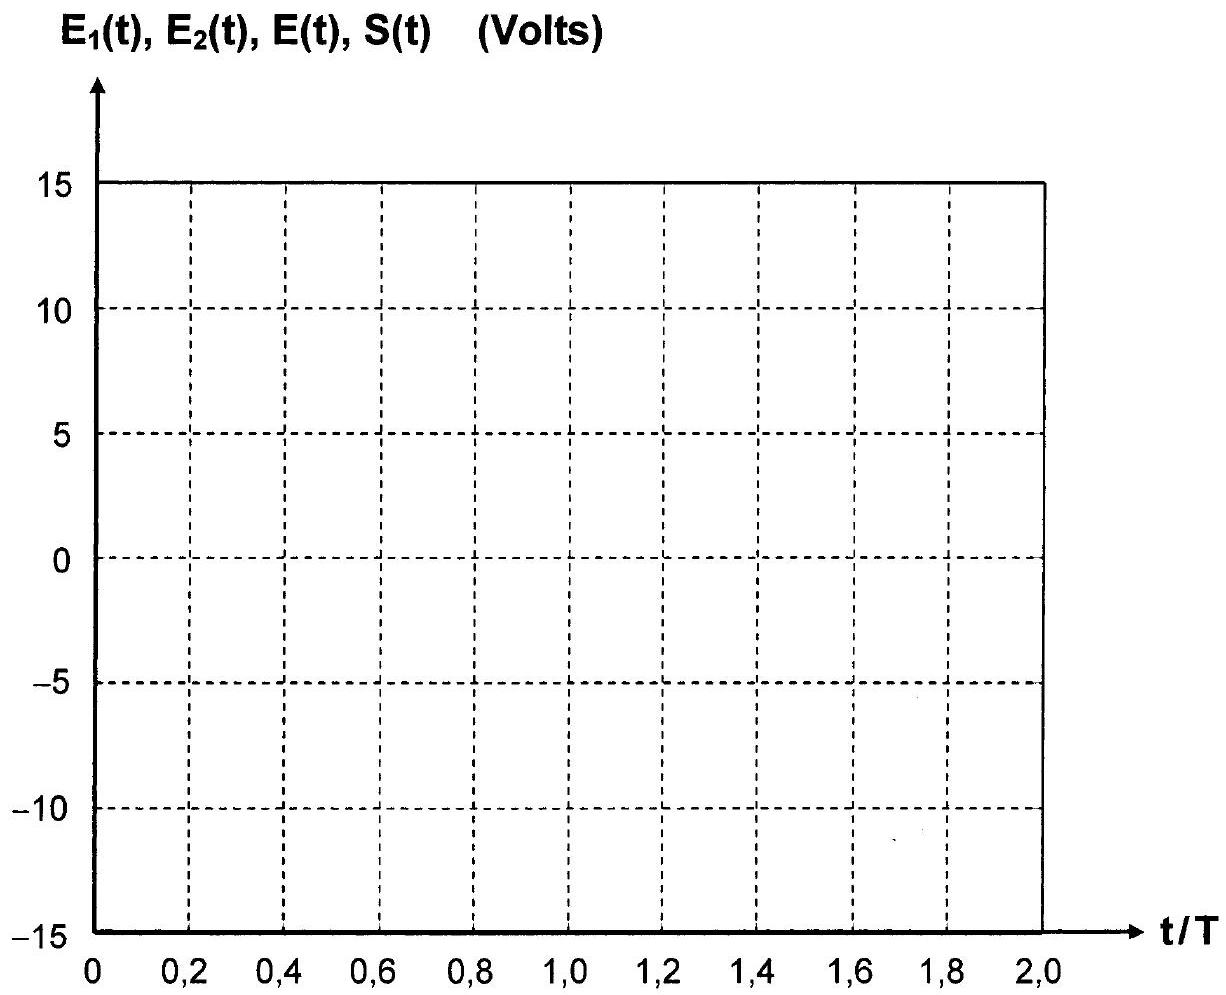 E₁(t), E₂(t), E(t), S(t) (Volts)
15
10
5
0
–5
–10
–15
t/T
0 0,2 0,4 0,6 0,8 1,0 1,2 1,4 1,6 1,8 2,0